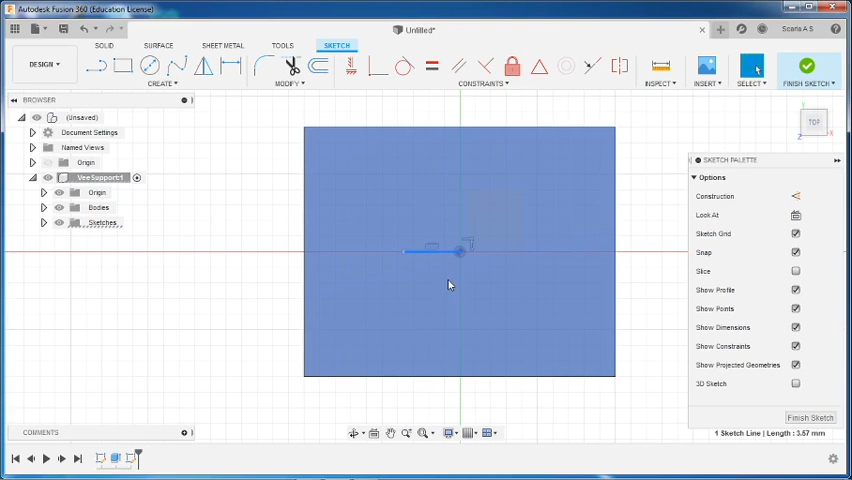 Autodesk Fusion 360 (Education License)
Untitled*
Scaria A S
SOLID SURFACE SHEET METAL TOOLS SKETCH
DESIGN
CREATE MODIFY CONSTRAINTS INSPECT INSERT SELECT FINISH SKETCH
BROWSER
(Unsaved)
Document Settings
Named Views
Origin
VeeSupport:1
Origin
Bodies
Sketches
TOP
X
Y
Z
SKETCH PALETTE
Options
Construction
Look At
Sketch Grid
Snap
Slice
Show Profile
Show Points
Show Dimensions
Show Constraints
Show Projected Geometries
3D Sketch
Finish Sketch
COMMENTS
1 Sketch Line | Length : 3.57 mm